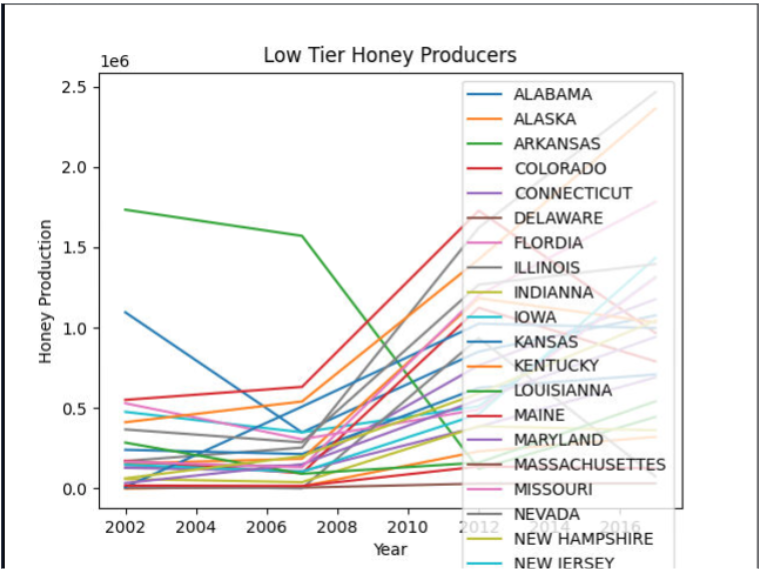 Low Tier Honey Producers
1e6
2.5
2.0
1.5
1.0
0.5
0.0
Honey Production
2002 2004 2006 2008 2010 2012 2014 2016
Year
ALABAMA
ALASKA
ARKANSAS
COLORADO
CONNECTICUT
DELAWARE
FLORDIA
ILLINOIS
INDIANNA
IOWA
KANSAS
KENTUCKY
LOUISIANNA
MAINE
MARYLAND
MASSACHUSETTES
MISSOURI
NEVADA
NEW HAMPSHIRE
NEW JERSEY